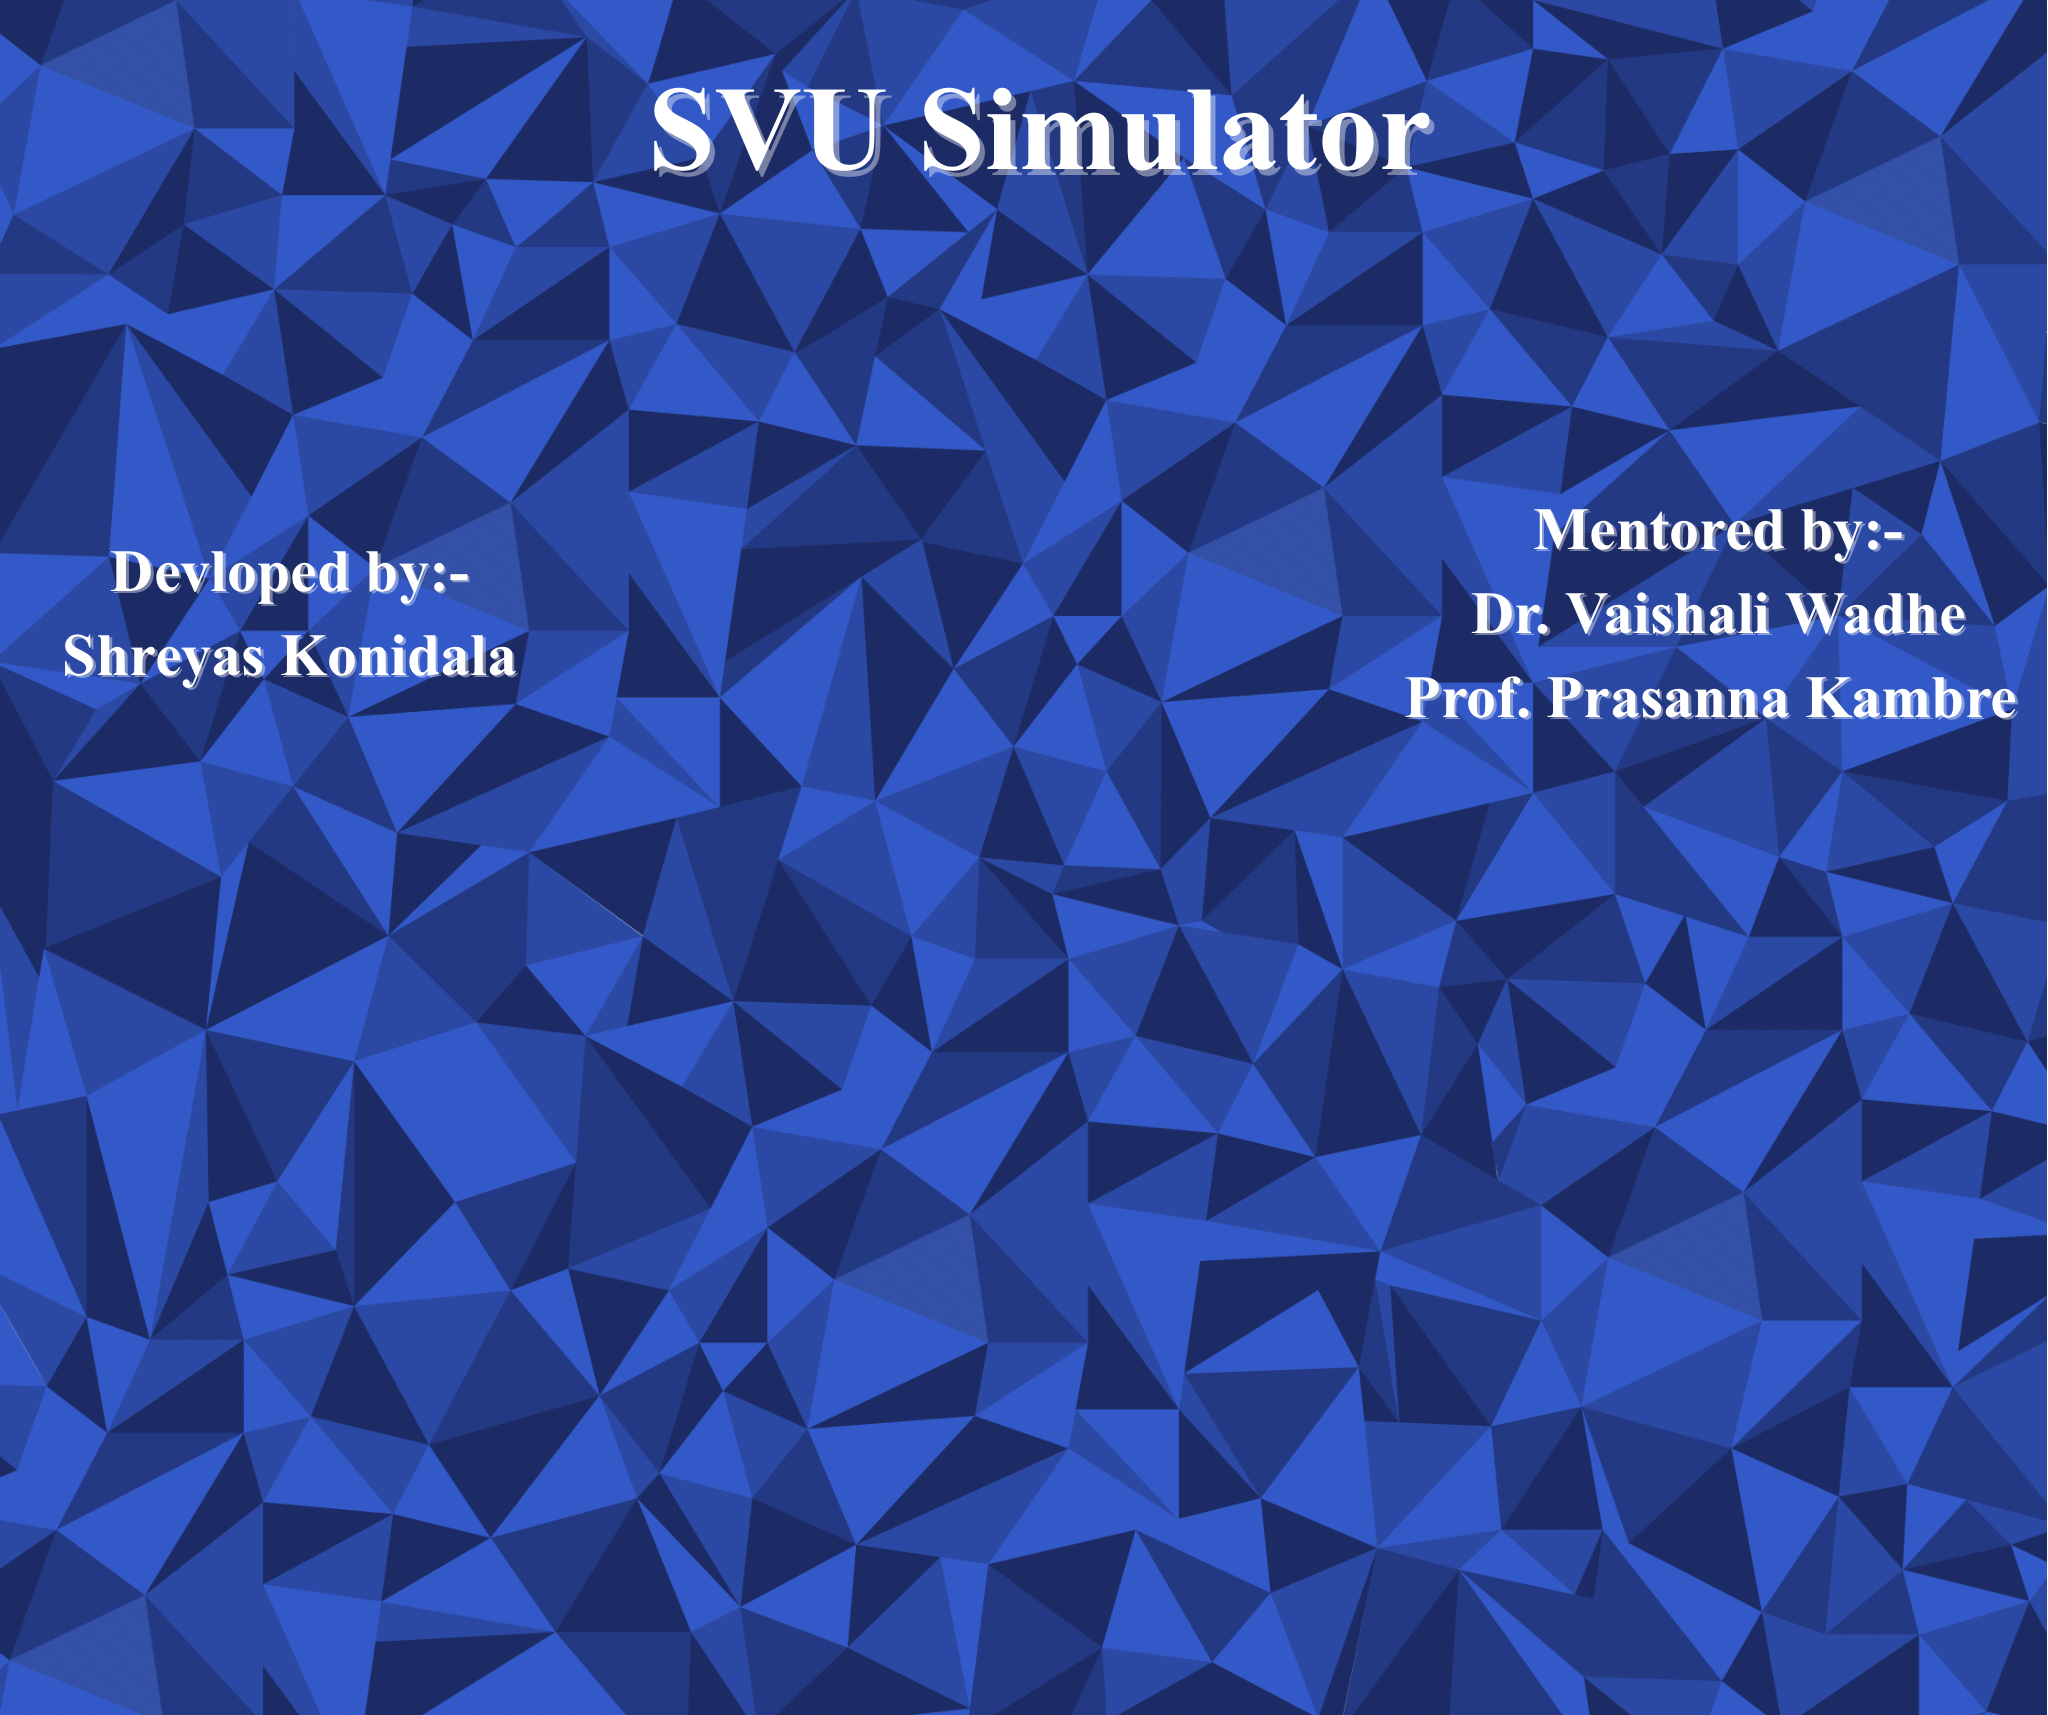 SVU Simulator
Devloped by:-
Shreyas Konidala
Mentored by:-
Dr. Vaishali Wadhe
Prof. Prasanna Kambre